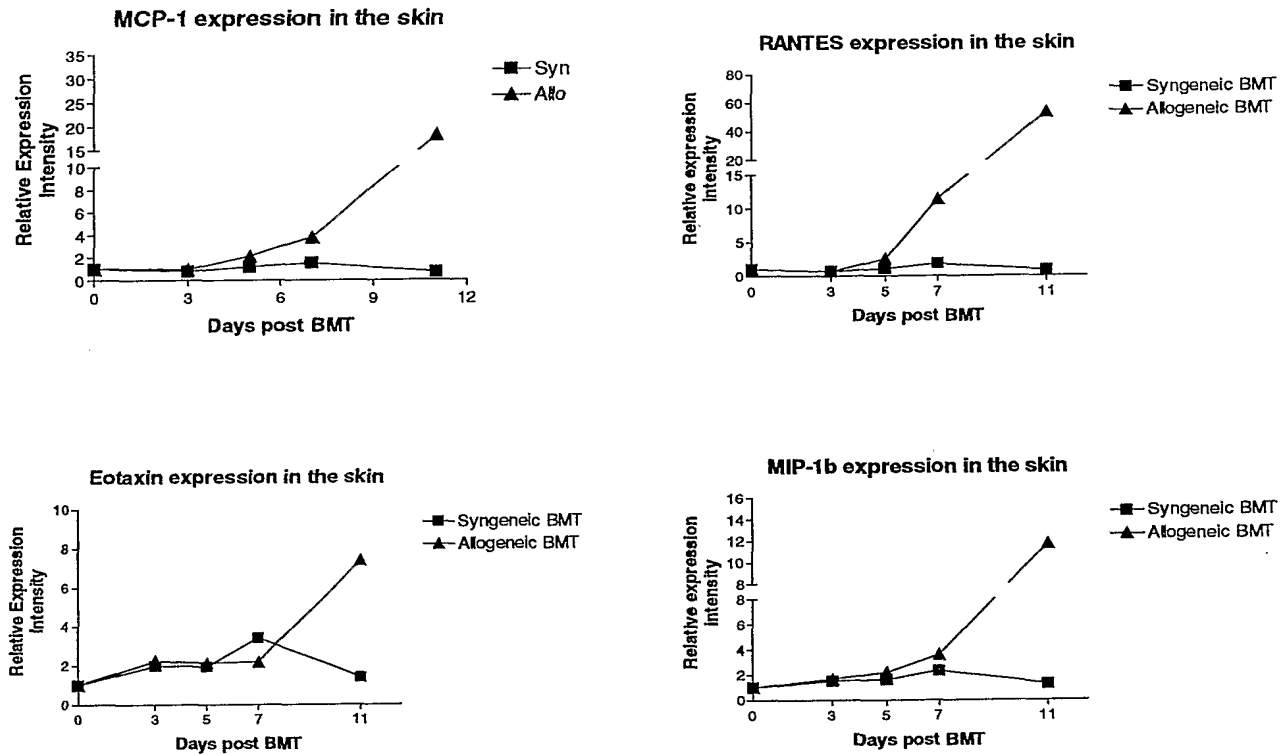 MCP-1 expression in the skin
Relative Expression
Intensity
35
30
25
20
15
10
8
6
4
2
0
0 3 6 9 12
Days post BMT
Syn
Allo
RANTES expression in the skin
Relative expression
intensity
80
60
40
20
15
10
5
0
0 3 5 7 11
Days post BMT
Syngeneic BMT
Allogeneic BMT
Eotaxin expression in the skin
Relative Expression
Intensity
10
8
6
4
2
0
0 3 5 7 11
Days post BMT
Syngeneic BMT
Allogeneic BMT
MIP-1b expression in the skin
Relative expression
intensity
16
14
12
10
8
8
6
4
2
0
0 3 5 7 11
Days post BMT
Syngeneic BMT
Allogeneic BMT